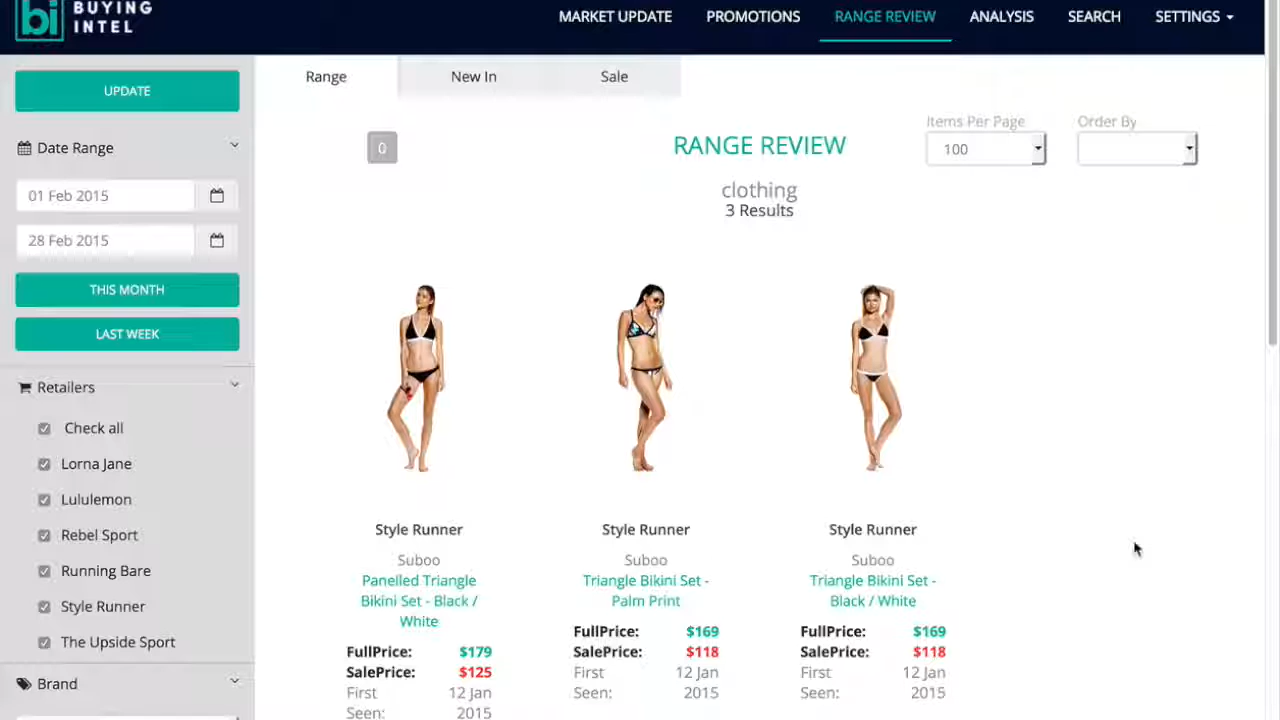 bi BUYING INTEL
MARKET UPDATE
PROMOTIONS
RANGE REVIEW
ANALYSIS
SEARCH
SETTINGS
UPDATE
Date Range
01 Feb 2015
28 Feb 2015
THIS MONTH
LAST WEEK
Retailers
Check all
Lorna Jane
Lululemon
Rebel Sport
Running Bare
Style Runner
The Upside Sport
Brand
Range
New In
Sale
0
RANGE REVIEW
Items Per Page
100
Order By
clothing
3 Results
Style Runner
Suboo
Panelled Triangle
Bikini Set - Black /
White
FullPrice: $179
SalePrice: $125
First 12 Jan
Seen: 2015
Style Runner
Suboo
Triangle Bikini Set -
Palm Print
FullPrice: $169
SalePrice: $118
First 12 Jan
Seen: 2015
Style Runner
Suboo
Triangle Bikini Set -
Black / White
FullPrice: $169
SalePrice: $118
First 12 Jan
Seen: 2015